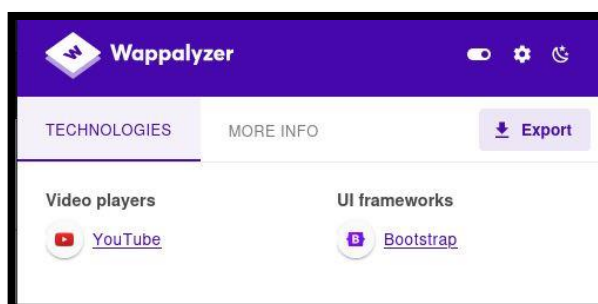 Wappalyzer
TECHNOLOGIES MORE INFO Export
Video players UI frameworks
YouTube Bootstrap